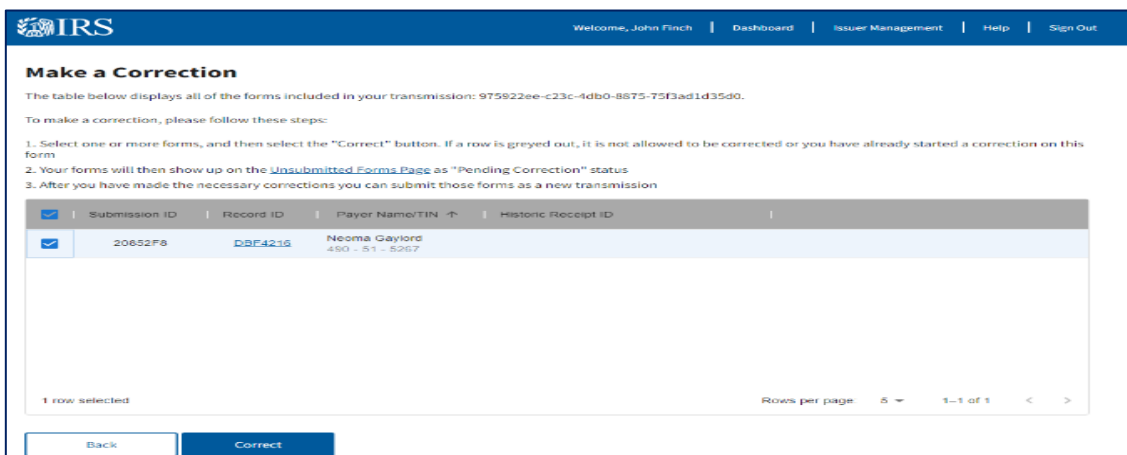 IRS
Welcome, John Finch | Dashboard | Issuer Management | Help | Sign Out
Make a Correction
The table below displays all of the forms included in your transmission: 975922ee-c23c-4db0-8875-75f3ad1d35d0.
To make a correction, please follow these steps:
1. Select one or more forms, and then select the "Correct" button. If a row is greyed out, it is not allowed to be corrected or you have already started a correction on this
form
2. Your forms will then show up on the Unsubmitted Forms Page as "Pending Correction" status
3. After you have made the necessary corrections you can submit those forms as a new transmission
Submission ID | Record ID | Payer Name/TIN ↑ | Historic Receipt ID
20852F8 DBF4216 Neoma Gaylord
490 - 51 - 5267
1 row selected Rows per page: 5 1–1 of 1 < >
Back Correct